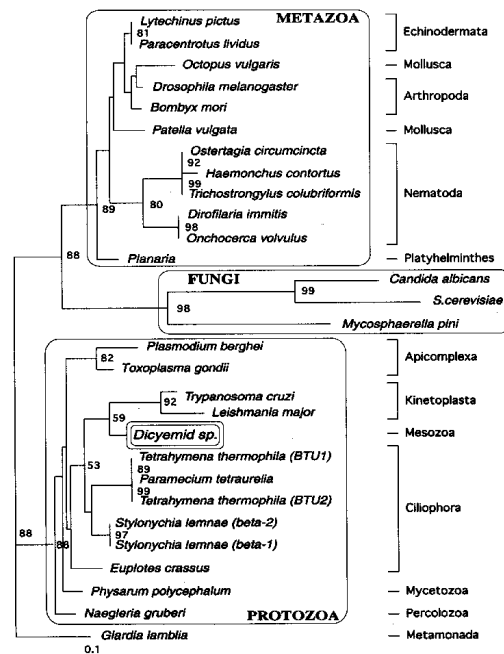 METAZOA
Lytechinus pictus
81
Paracentrotus lividus
Echinodermata
Octopus vulgaris
Mollusca
Drosophila melanogaster
Arthropoda
Bombyx mori
Patella vulgata
Mollusca
Ostertagia circumcincta
92
Haemonchus contortus
99
Trichostrongylus colubriformis
Nematoda
89
80
Dirofilaria immitis
98
Onchocerca volvulus
88
Planaria
Platyhelminthes
FUNGI
Candida albicans
99
S.cerevisiae
98
Mycosphaerella pini
Plasmodium berghei
82
Apicomplexa
Toxoplasma gondii
Trypanosoma cruzi
92
Kinetoplasta
Leishmania major
59
Dicyemid sp.
Mesozoa
53
Tetrahymena thermophila (BTU1)
89
Paramecium tetraurelia
99
Tetrahymena thermophila (BTU2)
Ciliophora
Stylonychia lemnae (beta-2)
97
Stylonychia lemnae (beta-1)
88
88
Euplotes crassus
Physarum polycephalum
Mycetozoa
Naegleria gruberi
Percolozoa
PROTOZOA
Giardia lamblia
Metamonada
0.1